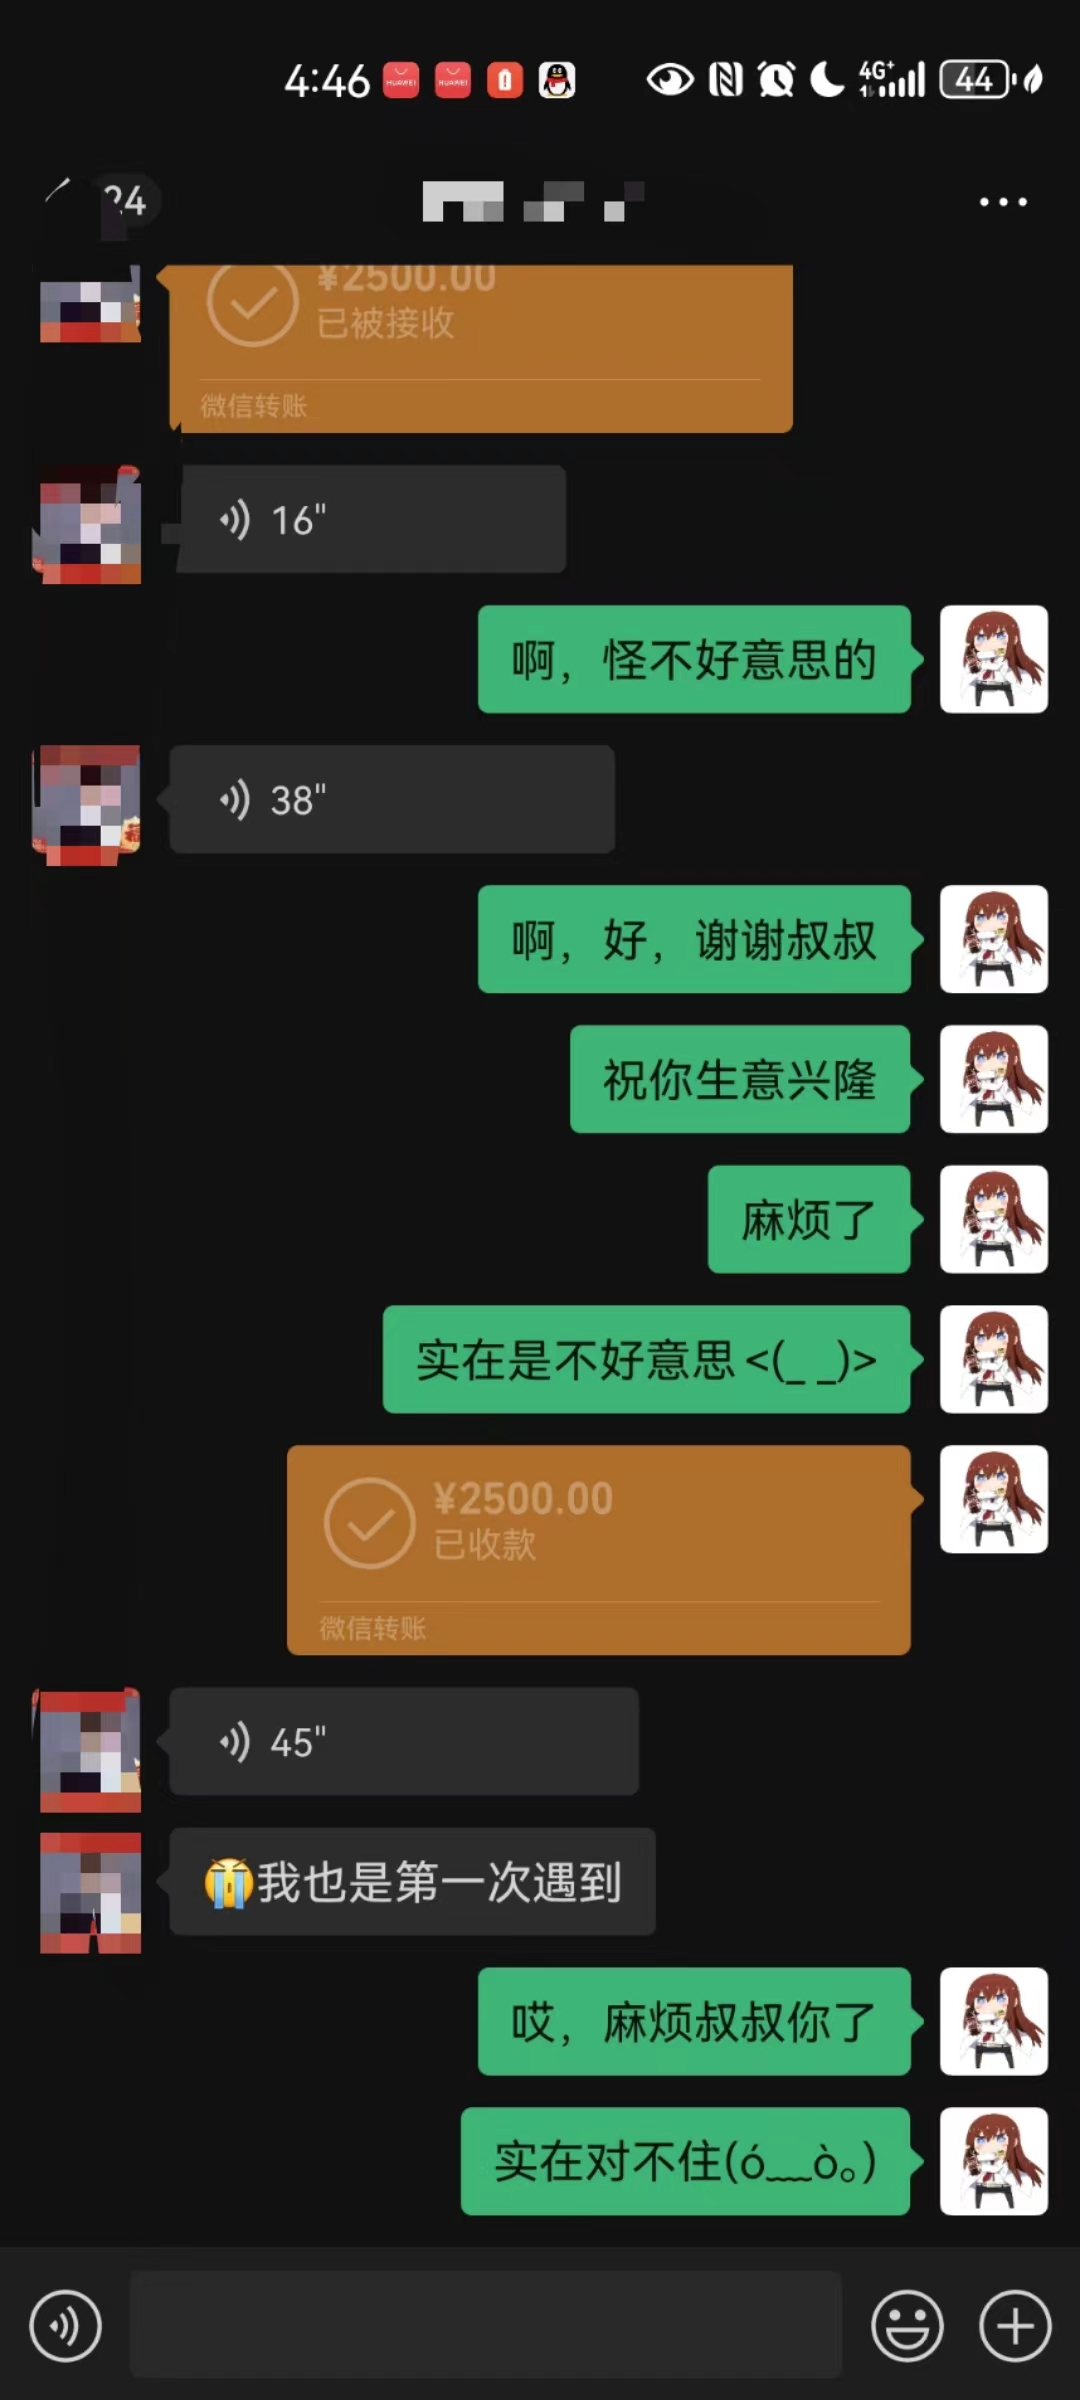 4:46
HUAWEI
HUAWEI
4G+
44
24
¥2500.00
已被接收
微信转账
16"
啊，怪不好意思的
38"
啊，好，谢谢叔叔
祝你生意兴隆
麻烦了
实在是不好意思<(_ _)>
¥2500.00
已收款
微信转账
45"
😭我也是第一次遇到
哎，麻烦叔叔你了
实在对不住(ó﹏ò。)